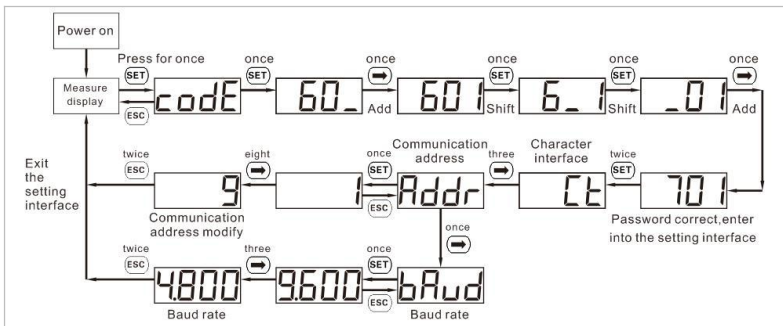 Power on
Press for once
once
once
once
once
once
SET
SET
➡
SET
SET
➡
Measure
display
codE
60_
601
6_1
_01
ESC
Add
Shift
Shift
Add
Communication
address
Character
interface
Exit
the
setting
interface
twice
eight
once
three
twice
ESC
➡
SET
➡
SET
9
1
Addr
Ct
701
ESC
Communication
address modify
Password correct,enter
into the setting interface
once
➡
twice
three
once
ESC
➡
SET
4.800
9.600
bAud
ESC
Baud rate
Baud rate